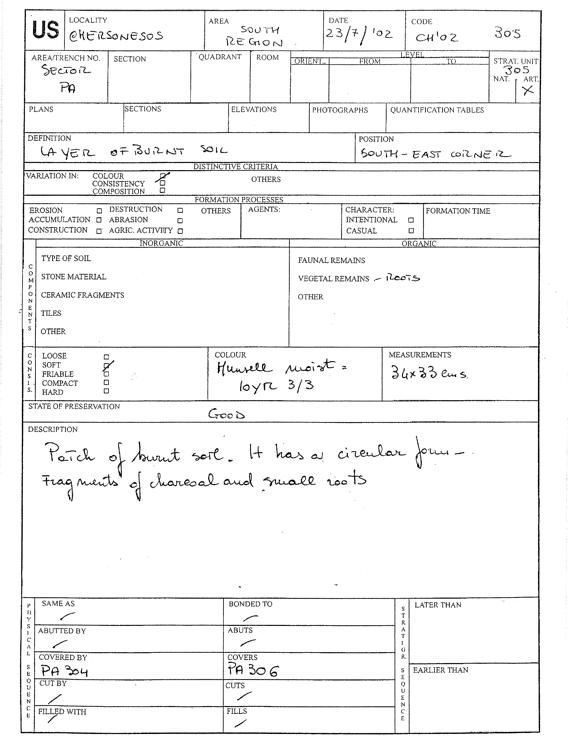 US
LOCALITY
@HERSONESOS
AREA SOUTH
REGION
DATE
23/7/'02
CODE
CH'02 305
AREA/TRENCH NO.
SECTOR
PA
SECTION
QUADRANT
ROOM
LEVEL
ORIENT. FROM TO
STRAT. UNIT
305
NAT. ART.
X
PLANS SECTIONS ELEVATIONS PHOTOGRAPHS QUANTIFICATION TABLES
DEFINITION
LAYER OF BURNT SOIL
POSITION
SOUTH-EAST CORNER
DISTINCTIVE CRITERIA
VARIATION IN: COLOUR
CONSISTENCY
COMPOSITION
OTHERS
FORMATION PROCESSES
EROSION DESTRUCTION OTHERS
ACCUMULATION ABRASION
CONSTRUCTION AGRIC. ACTIVITY
AGENTS:
CHARACTER:
INTENTIONAL
CASUAL
FORMATION TIME
COMPONENTS
INORGANIC
TYPE OF SOIL
STONE MATERIAL
CERAMIC FRAGMENTS
TILES
OTHER
ORGANIC
FAUNAL REMAINS
VEGETAL REMAINS - ROOTS
OTHER
CONSIS.
LOOSE
SOFT
FRIABLE
COMPACT
HARD
COLOUR
Munsell moist =
10yr 3/3
MEASUREMENTS
34x33 cms.
STATE OF PRESERVATION
GOOD
DESCRIPTION
Patch of burnt soil. It has a circular form -
Fragments of charcoal and small roots
PHYSICAL SEQUENCE
SAME AS
BONDED TO
ABUTTED BY
ABUTS
COVERED BY
PA 304
COVERS
PA 306
CUT BY
CUTS
FILLED WITH
FILLS
STRATIGR. SEQUENCE
LATER THAN
EARLIER THAN